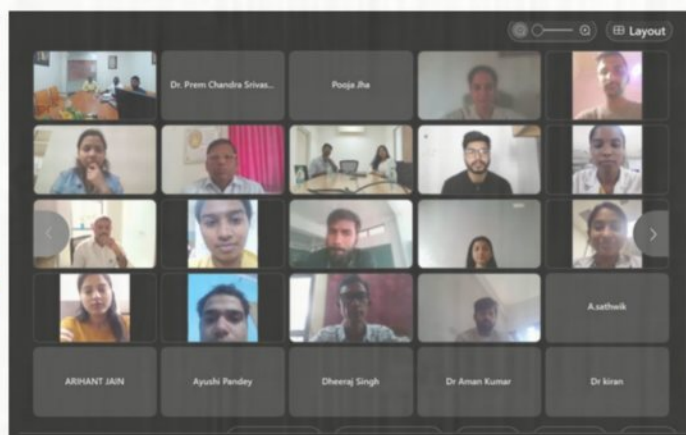 Layout
Dr. Prem Chandra Srivas...
Pooja Jha
A.sathwik
ARIHANT JAIN
Ayushi Pandey
Dheeraj Singh
Dr Aman Kumar
Dr kiran